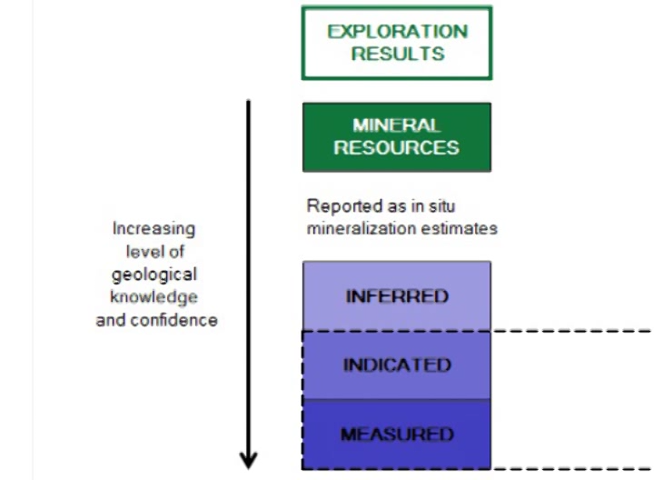 EXPLORATION
RESULTS
MINERAL
RESOURCES
Reported as in situ
mineralization estimates
Increasing
level of
geological
knowledge
and confidence
INFERRED
INDICATED
MEASURED